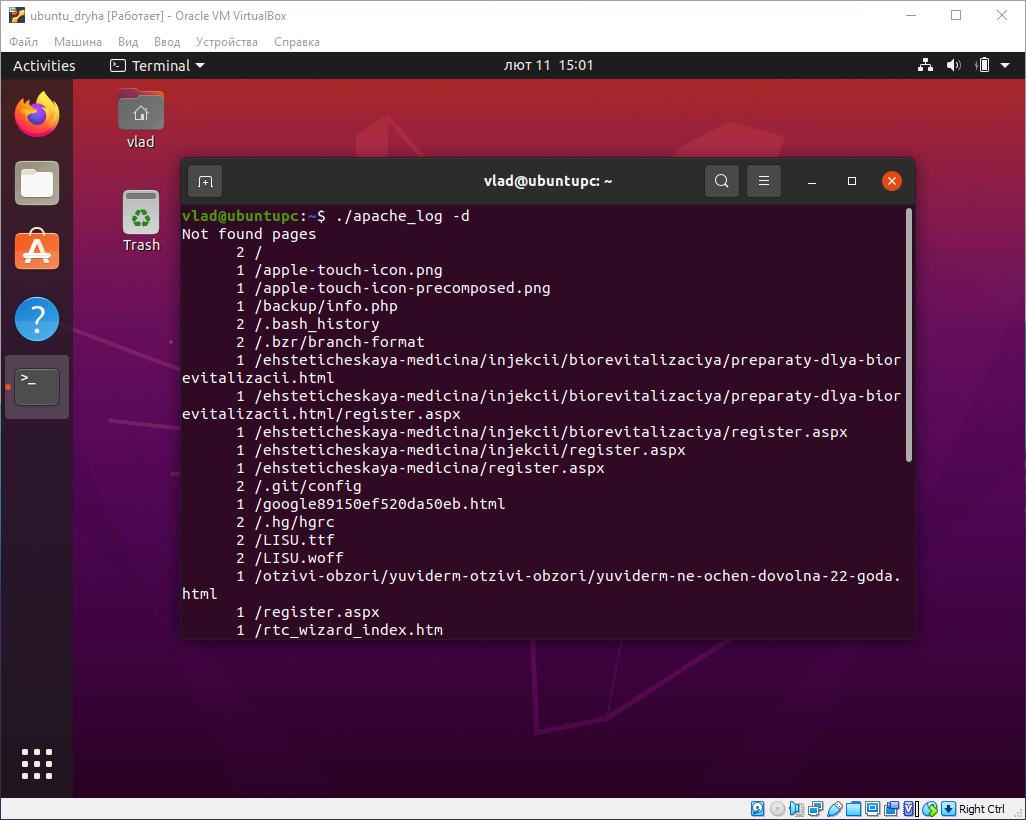 ubuntu_dryha [Работает] - Oracle VM VirtualBox
Файл Машина Вид Ввод Устройства Справка
Activities Terminal лют 11 15:01
vlad
Trash
vlad@ubuntupc: ~
vlad@ubuntupc:~$ ./apache_log -d
Not found pages
2 /
1 /apple-touch-icon.png
1 /apple-touch-icon-precomposed.png
1 /backup/info.php
2 /.bash_history
2 /.bzr/branch-format
1 /ehsteticheskaya-medicina/injekcii/biorevitalizaciya/preparaty-dlya-bior
evitalizacii.html
1 /ehsteticheskaya-medicina/injekcii/biorevitalizaciya/preparaty-dlya-bior
evitalizacii.html/register.aspx
1 /ehsteticheskaya-medicina/injekcii/biorevitalizaciya/register.aspx
1 /ehsteticheskaya-medicina/injekcii/register.aspx
1 /ehsteticheskaya-medicina/register.aspx
2 /.git/config
1 /google89150ef520da50eb.html
2 /.hg/hgrc
2 /LISU.ttf
2 /LISU.woff
1 /otzivi-obzori/yuviderm-otzivi-obzori/yuviderm-ne-ochen-dovolna-22-goda.
html
1 /register.aspx
1 /rtc_wizard_index.htm
Right Ctrl